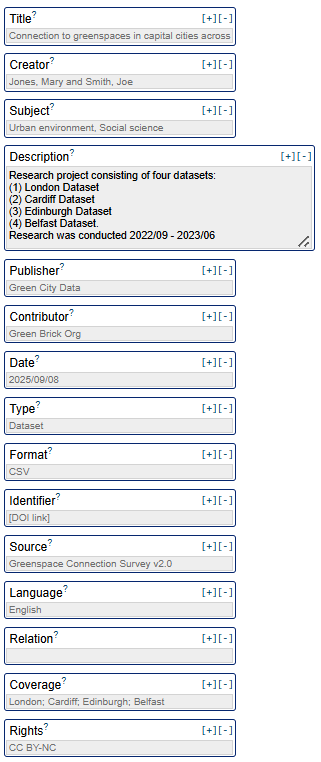 Title? [+][-]
Connection to greenspaces in capital cities across
Creator? [+][-]
Jones, Mary and Smith, Joe
Subject? [+][-]
Urban environment, Social science
Description? [+][-]
Research project consisting of four datasets:
(1) London Dataset
(2) Cardiff Dataset
(3) Edinburgh Dataset
(4) Belfast Dataset.
Research was conducted 2022/09 - 2023/06
Publisher? [+][-]
Green City Data
Contributor? [+][-]
Green Brick Org
Date? [+][-]
2025/09/08
Type? [+][-]
Dataset
Format? [+][-]
CSV
Identifier? [+][-]
[DOI link]
Source? [+][-]
Greenspace Connection Survey v2.0
Language? [+][-]
English
Relation? [+][-]
Coverage? [+][-]
London; Cardiff; Edinburgh; Belfast
Rights? [+][-]
CC BY-NC